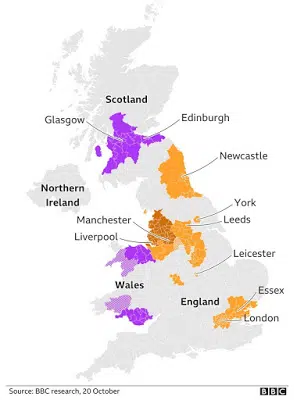 Scotland
Glasgow
Edinburgh
Newcastle
Northern
Ireland
York
Manchester
Leeds
Liverpool
Leicester
Wales
Essex
England
London
Source: BBC research, 20 October
BBC